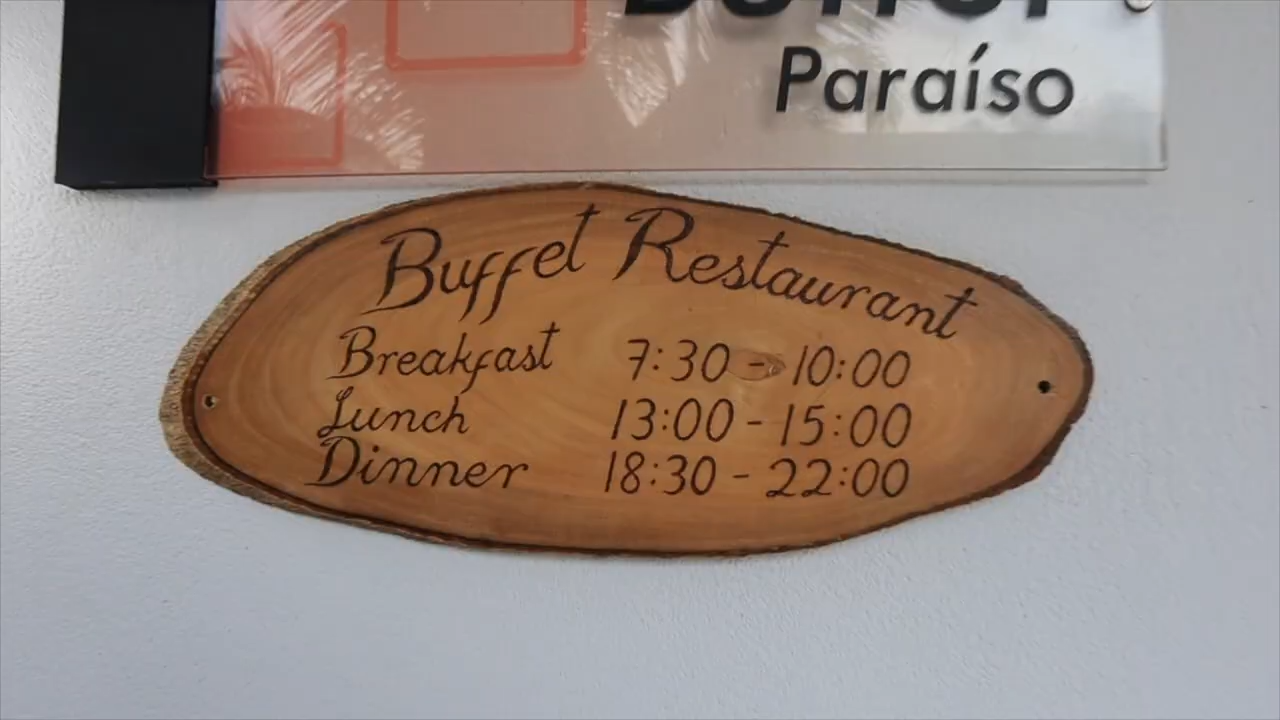 Paraíso
Buffet Restaurant
Breakfast 7:30 - 10:00
Lunch 13:00 - 15:00
Dinner 18:30 - 22:00